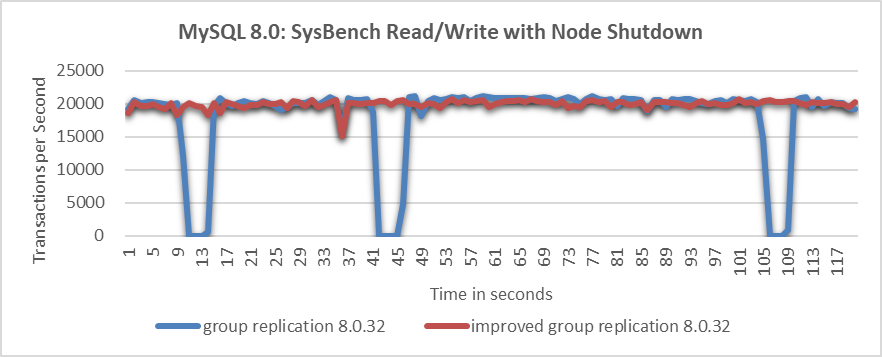 MySQL 8.0: SysBench Read/Write with Node Shutdown
Transactions per Second
25000
20000
15000
10000
5000
0
1 5 9 13 17 21 25 29 33 37 41 45 49 53 57 61 65 69 73 77 81 85 89 93 97 101 105 109 113 117
Time in seconds
group replication 8.0.32 improved group replication 8.0.32